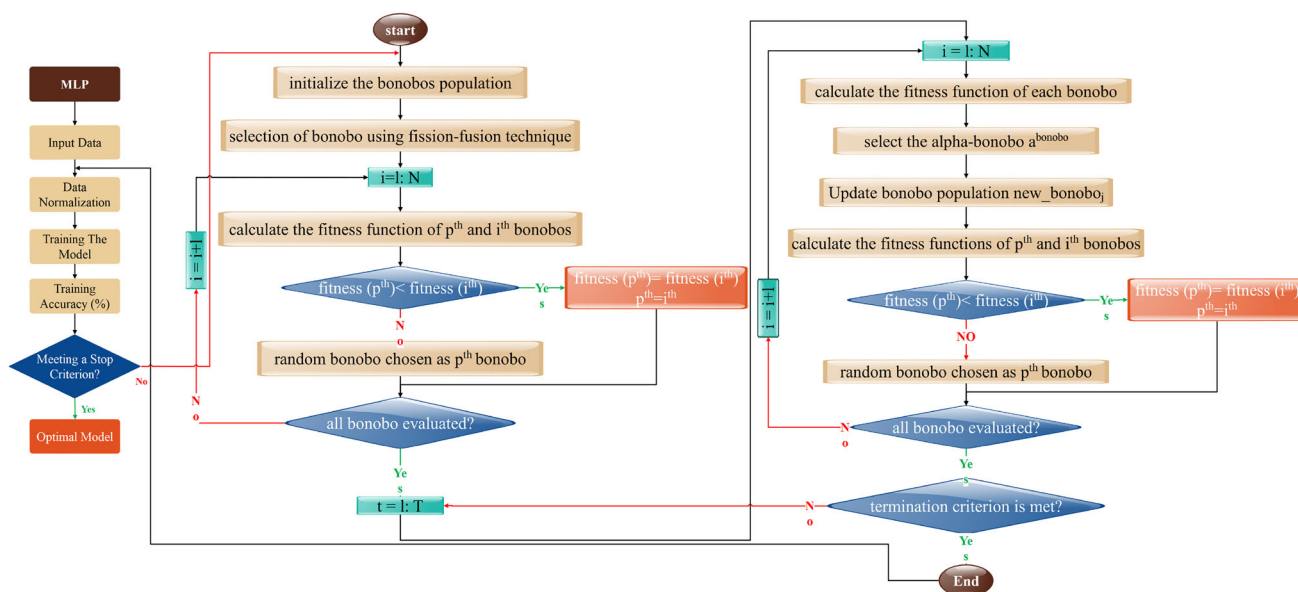 MLP
Input Data
Data
Normalization
Training The
Model
Training
Accuracy (%)
Meeting a Stop
Criterion?
No
Yes
Optimal Model
start
initialize the bonobos population
selection of bonobo using fission-fusion technique
i=l: N
calculate the fitness function of pᵗʰ and iᵗʰ bonobos
i = i+l
fitness (pᵗʰ)< fitness (iᵗʰ)
Ye
s
fitness (pᵗʰ)= fitness (iᵗʰ)
pᵗʰ=iᵗʰ
N
o
random bonobo chosen as pᵗʰ bonobo
N
o
all bonobo evaluated?
Ye
s
t = l: T
i = l: N
calculate the fitness function of each bonobo
select the alpha-bonobo aᵇᵒⁿᵒᵇᵒ
Update bonobo population new_bonoboⱼ
calculate the fitness functions of pᵗʰ and iᵗʰ bonobos
i = i+l
fitness (pᵗʰ)< fitness (iᵗʰ)
Ye
s
fitness (pᵗʰ)= fitness (iᵗʰ)
pᵗʰ=iᵗʰ
NO
random bonobo chosen as pᵗʰ bonobo
N
o
all bonobo evaluated?
Ye
s
N
o
termination criterion is met?
Ye
s
End